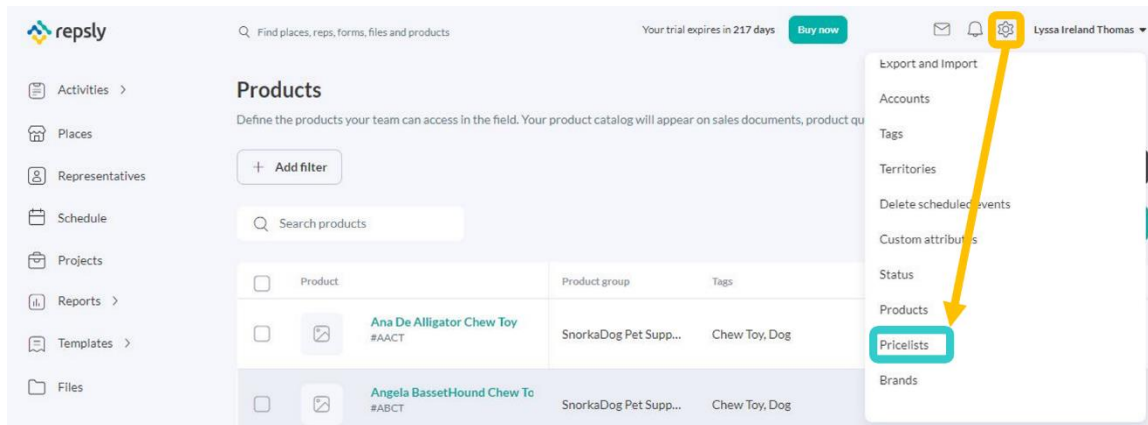 repsly
Find places, reps, forms, files and products
Your trial expires in 217 days
Buy now
Lyssa Ireland Thomas
Activities
Places
Representatives
Schedule
Projects
Reports
Templates
Files
Products
Define the products your team can access in the field. Your product catalog will appear on sales documents, product qu
+ Add filter
Search products
Product
Product group
Tags
Ana De Alligator Chew Toy
#AACT
SnorkaDog Pet Supp...
Chew Toy, Dog
Angela BassetHound Chew To
#ABCT
SnorkaDog Pet Supp...
Chew Toy, Dog
Export and Import
Accounts
Tags
Territories
Delete scheduled events
Custom attributes
Status
Products
Pricelists
Brands